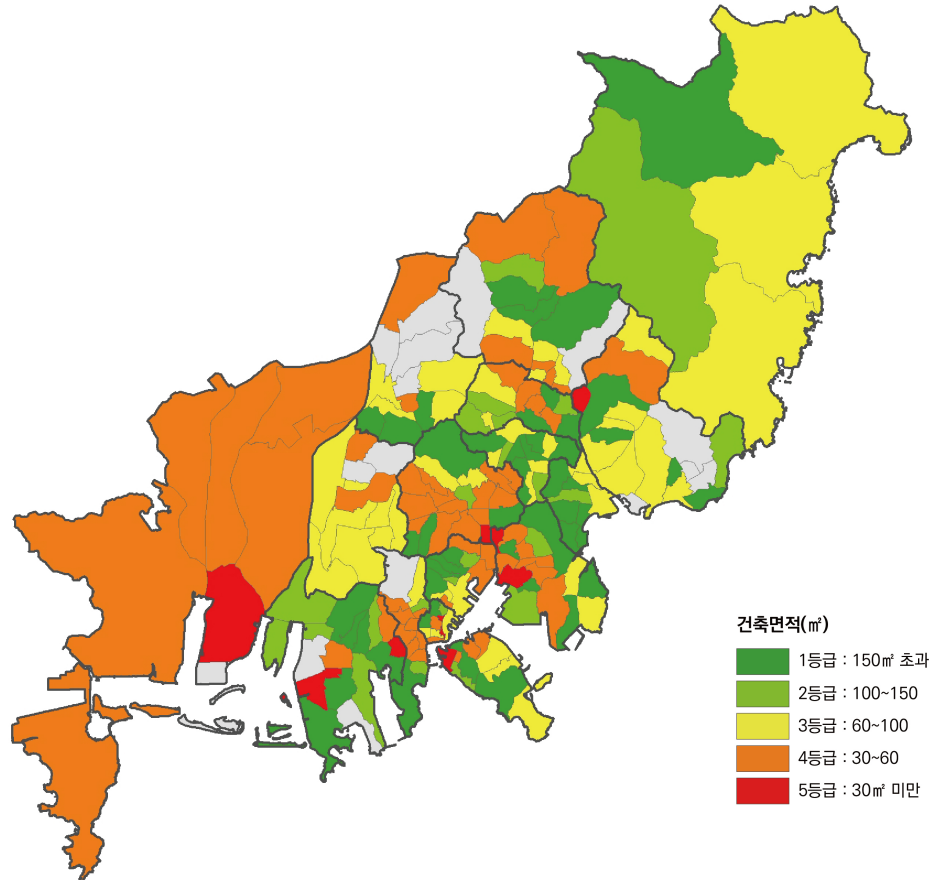 건축면적(㎡)
1등급 : 150㎡ 초과
2등급 : 100~150
3등급 : 60~100
4등급 : 30~60
5등급 : 30㎡ 미만